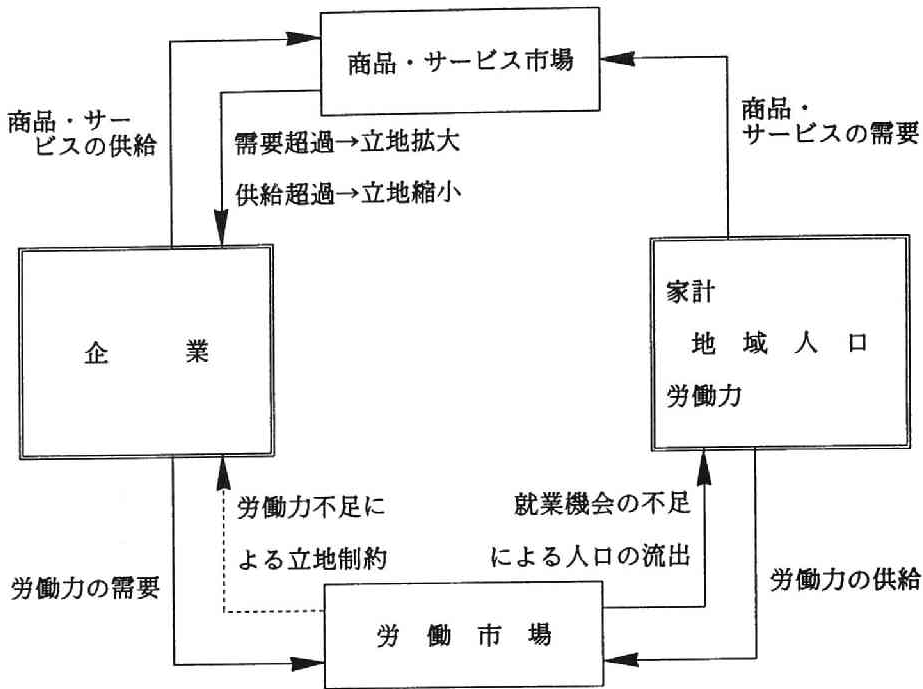 商品・サービス市場
商品・サー
ビスの供給
商品・
サービスの需要
需要超過→立地拡大
供給超過→立地縮小
企業
家計
地域人口
労働力
労働力不足に
よる立地制約
就業機会の不足
による人口の流出
労働力の需要
労働力の供給
労働市場